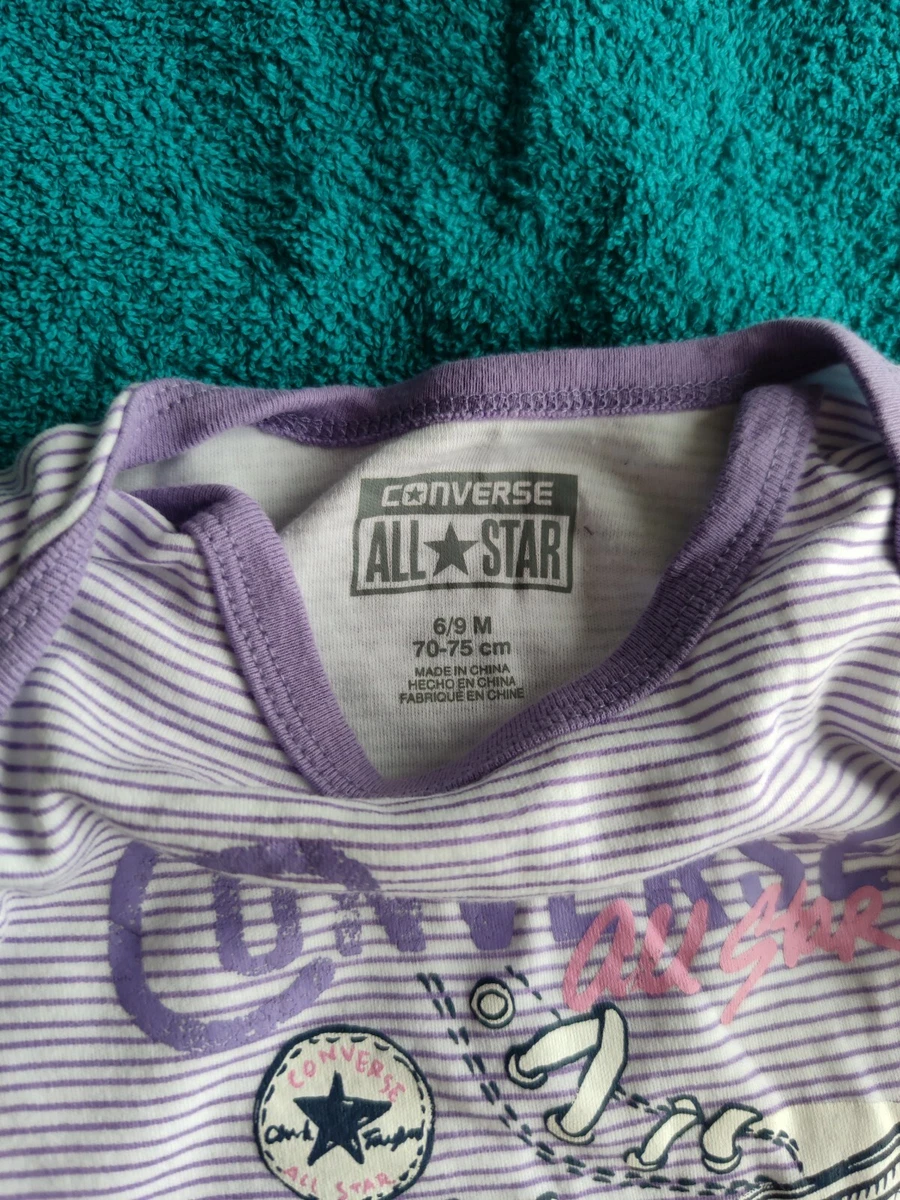 CONVERSE
ALL★STAR
6/9 M
70-75 cm
MADE IN CHINA
HECHO EN CHINA
FABRIQUÉ EN CHINE
CONVERSE
all Star
CONVERSE
ALL STAR